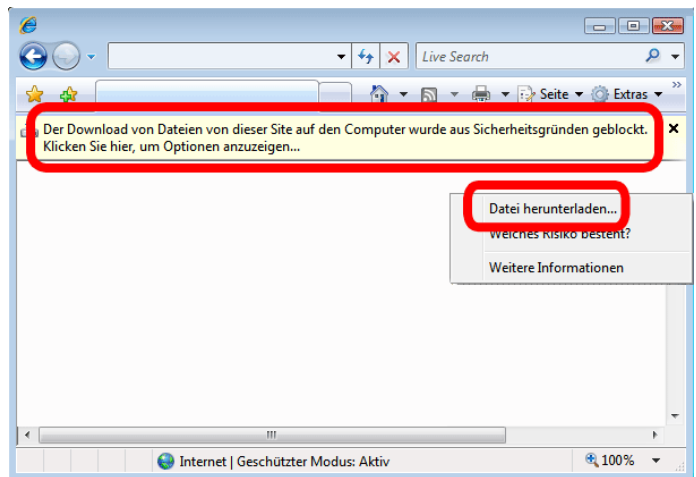 Live Search
Seite
Extras
Der Download von Dateien von dieser Site auf den Computer wurde aus Sicherheitsgründen geblockt.
Klicken Sie hier, um Optionen anzuzeigen...
Datei herunterladen...
Welches Risiko besteht?
Weitere Informationen
Internet | Geschützter Modus: Aktiv
100%